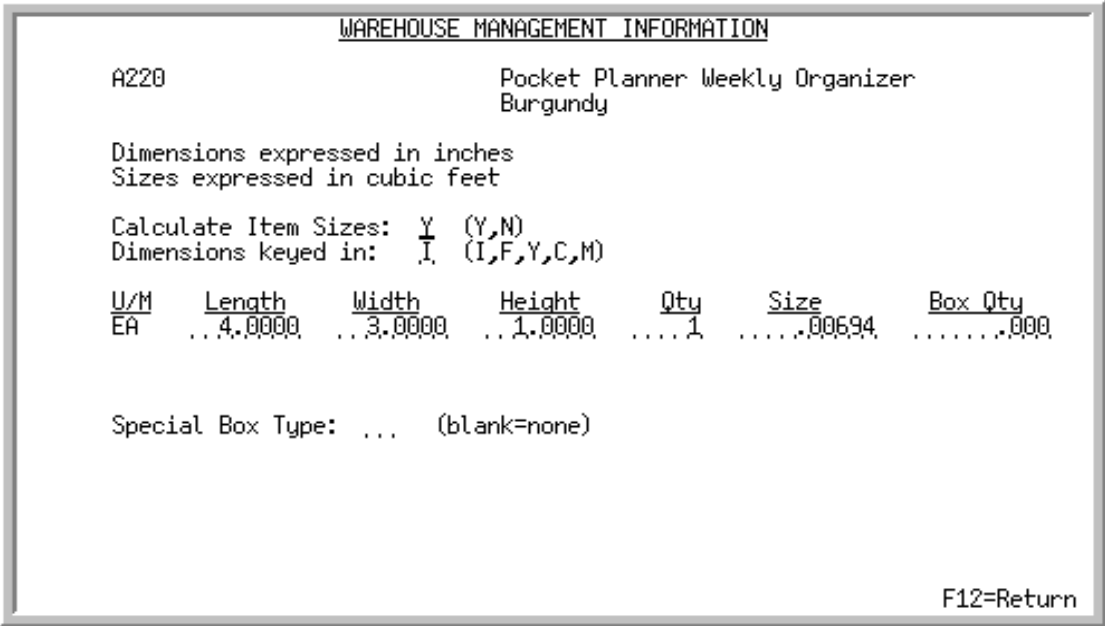 WAREHOUSE MANAGEMENT INFORMATION
A220 Pocket Planner Weekly Organizer
Burgundy
Dimensions expressed in inches
Sizes expressed in cubic feet
Calculate Item Sizes: Y (Y,N)
Dimensions keyed in: I (I,F,Y,C,M)
U/M Length Width Height Qty Size Box Qty
EA ...4.0000 ...3.0000 ...1.0000 .....1 ......00694 ........000
Special Box Type: ... (blank=none)
F12=Return